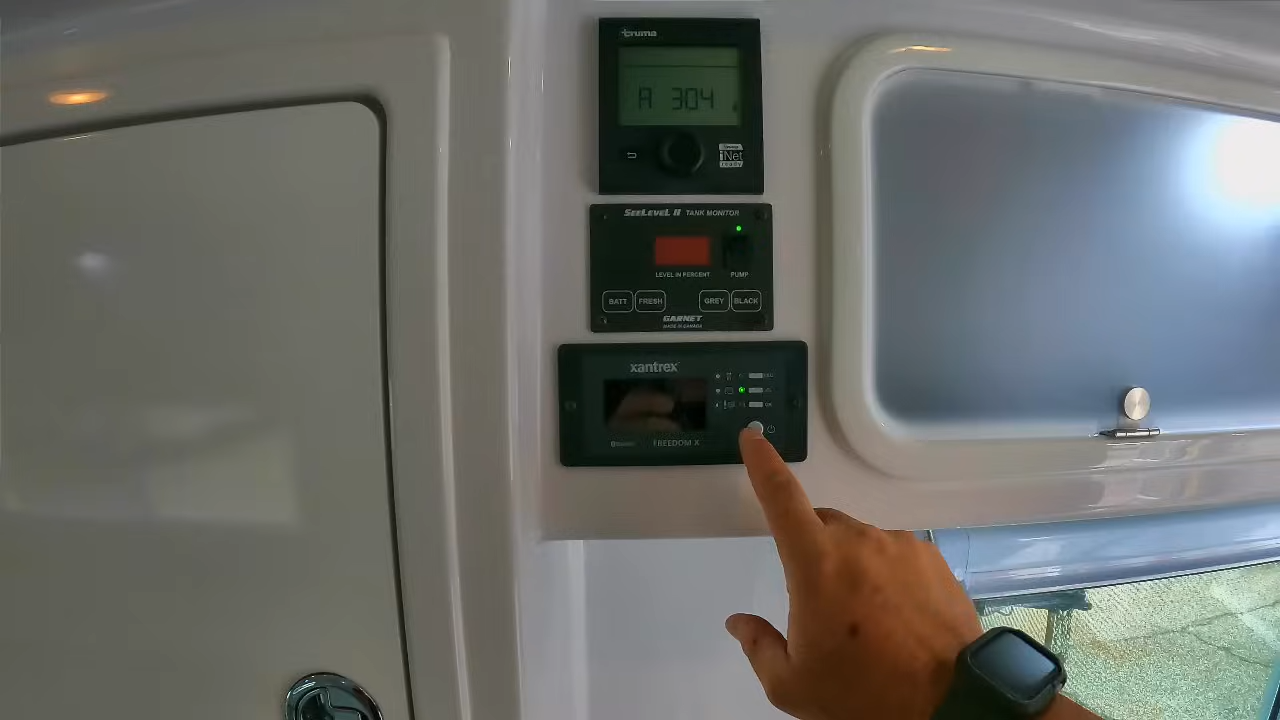 truma
A 304
iNet
READY
SEELEVEL II TANK MONITOR
LEVEL IN PERCENT
PUMP
BATT
FRESH
GREY
BLACK
GARNET
MADE IN CANADA
xantrex
FREEDOM X